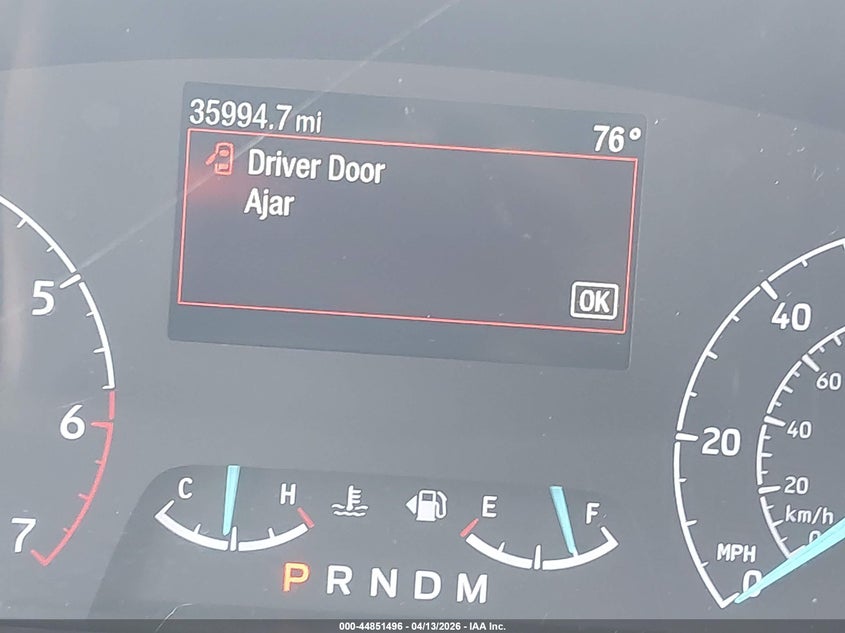 35994.7 mi 76°
Driver Door
Ajar
OK
5
6
7
C H E F
P R N D M
40
20
MPH
0
60
40
20
km/h
0
000-44851496 - 04/13/2026 - IAA Inc.